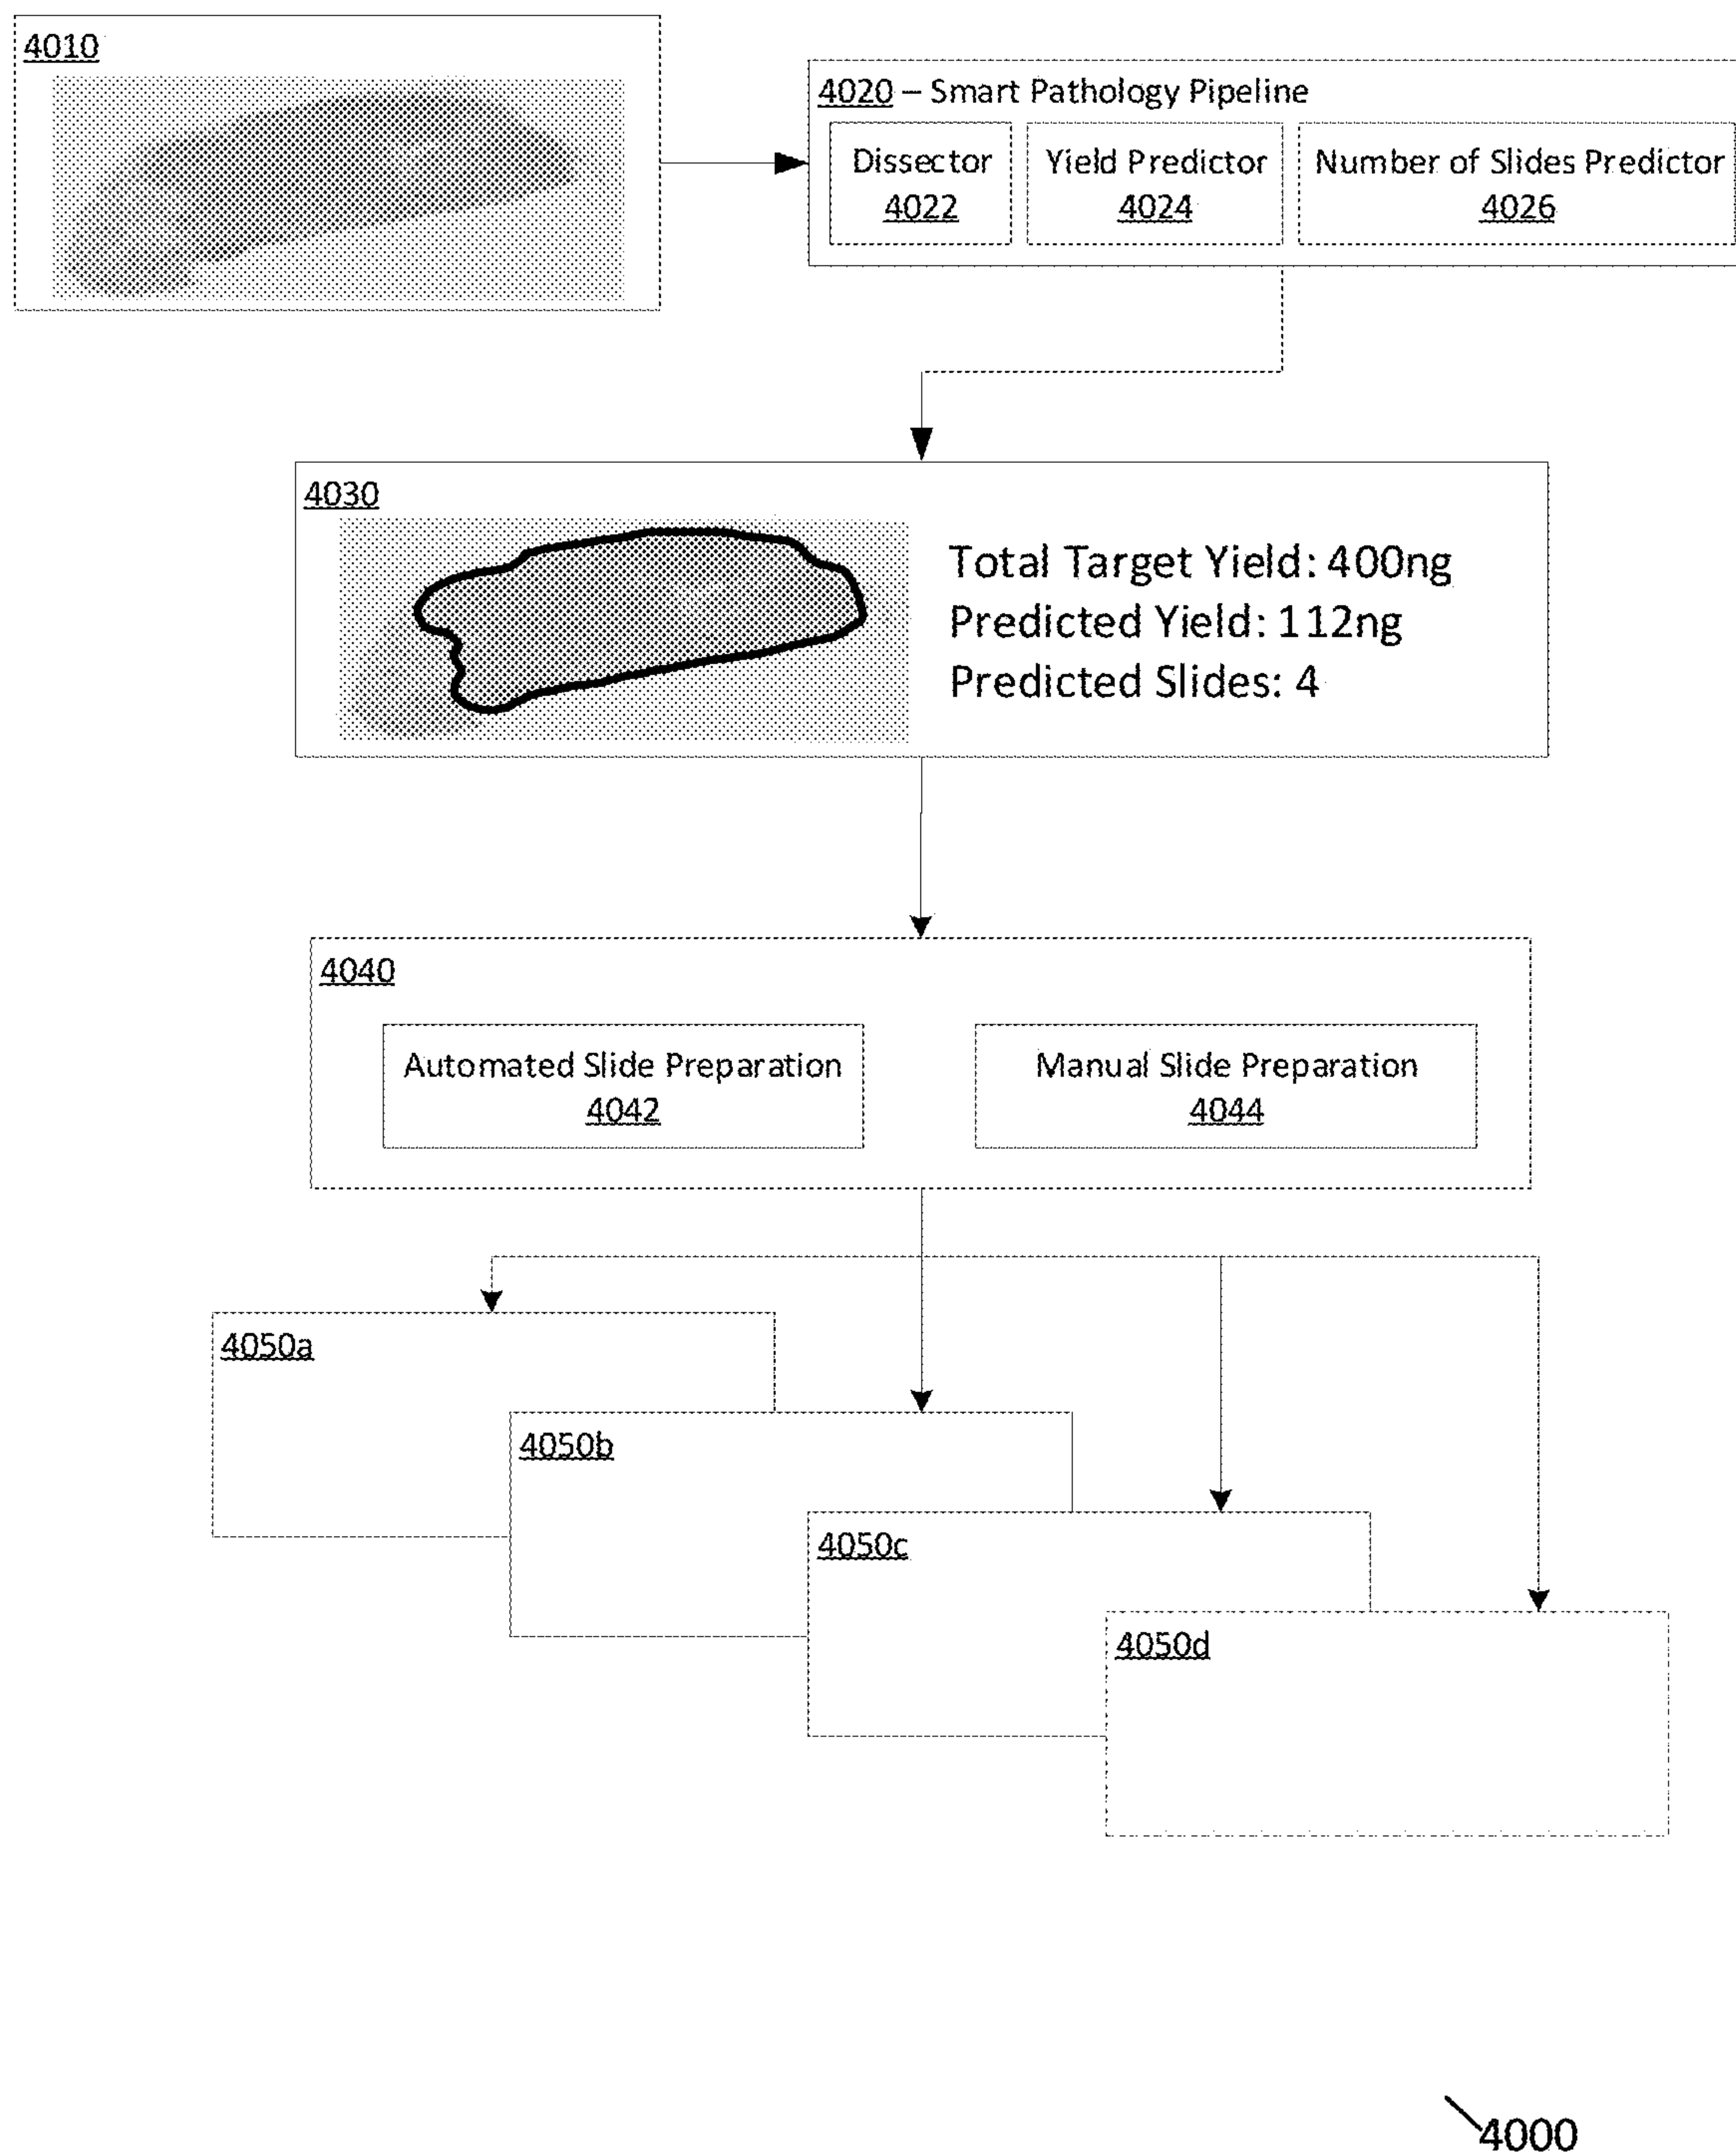 4010
4020 – Smart Pathology Pipeline
Dissector
4022
Yield Predictor
4024
Number of Slides Predictor
4026
4030
Total Target Yield: 400ng
Predicted Yield: 112ng
Predicted Slides: 4
4040
Automated Slide Preparation
4042
Manual Slide Preparation
4044
4050a
4050b
4050c
4050d
4000